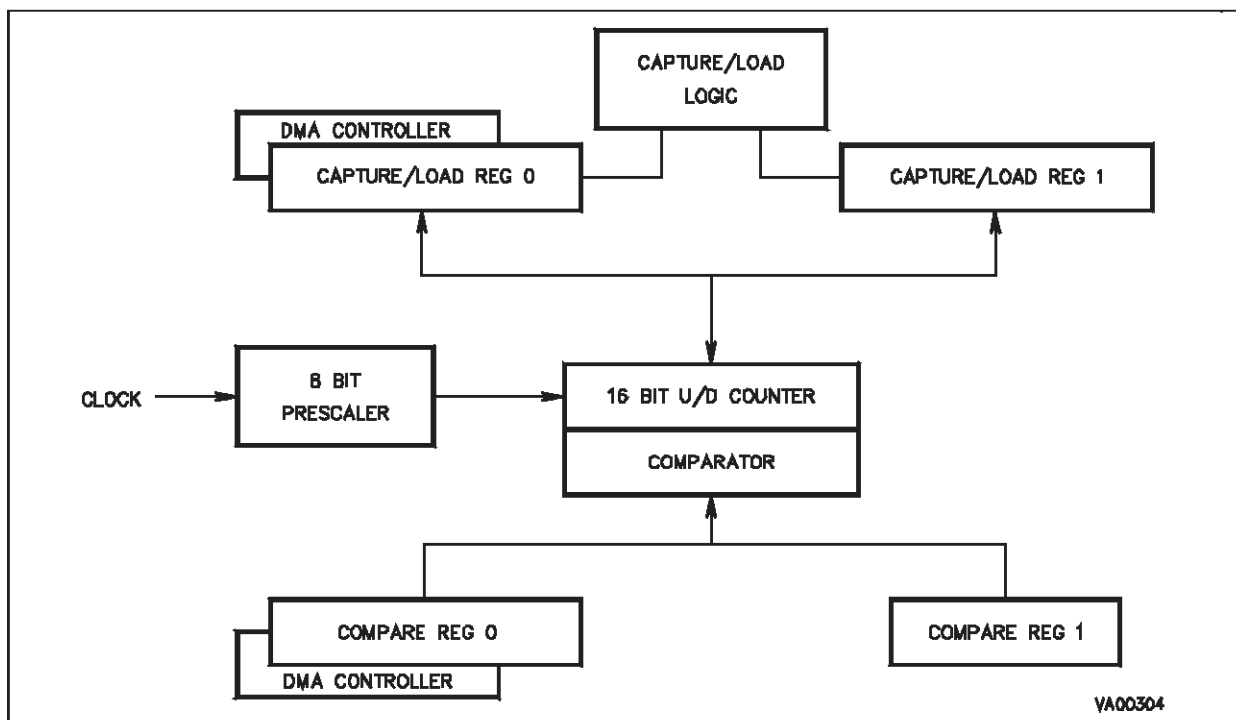 CAPTURE/LOAD
LOGIC
DMA CONTROLLER
CAPTURE/LOAD REG 0
CAPTURE/LOAD REG 1
CLOCK
8 BIT
PRESCALER
16 BIT U/D COUNTER
COMPARATOR
COMPARE REG 0
COMPARE REG 1
DMA CONTROLLER
VA00304